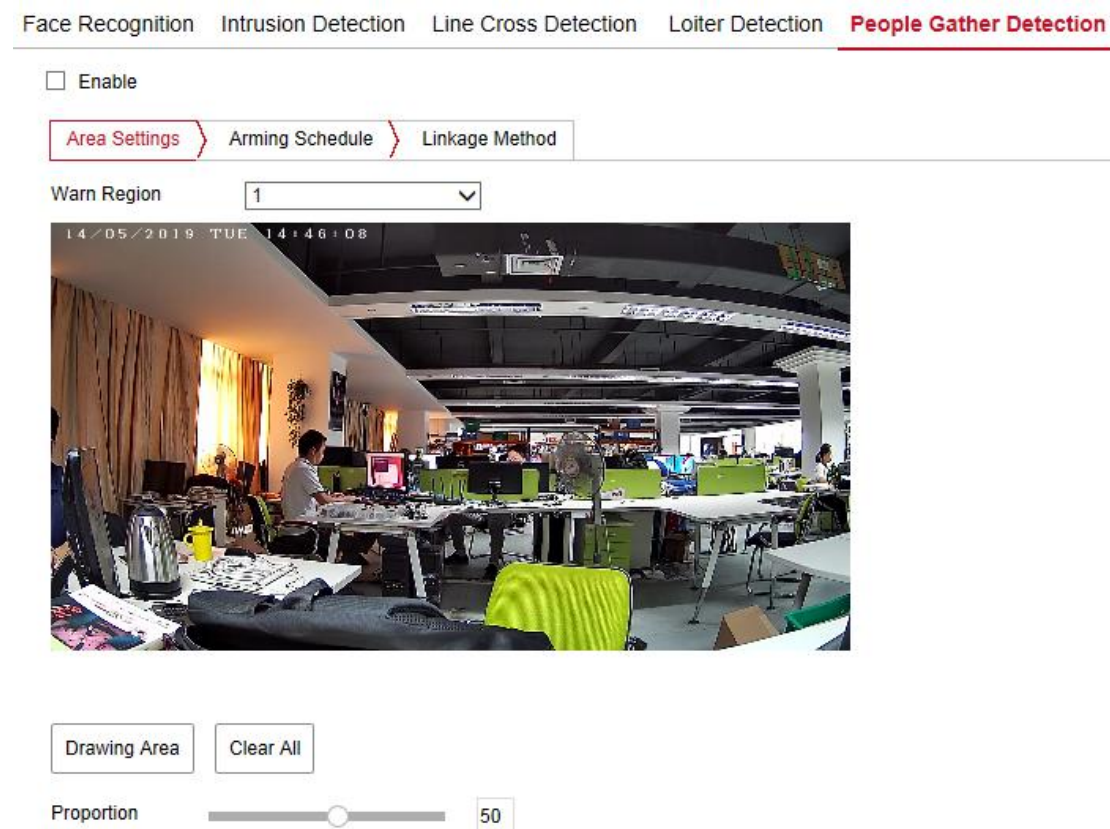 Face Recognition Intrusion Detection Line Cross Detection Loiter Detection People Gather Detection
Enable
Area Settings Arming Schedule Linkage Method
Warn Region 1
14/05/2019 TUE 14:46:08
Drawing Area Clear All
Proportion 50